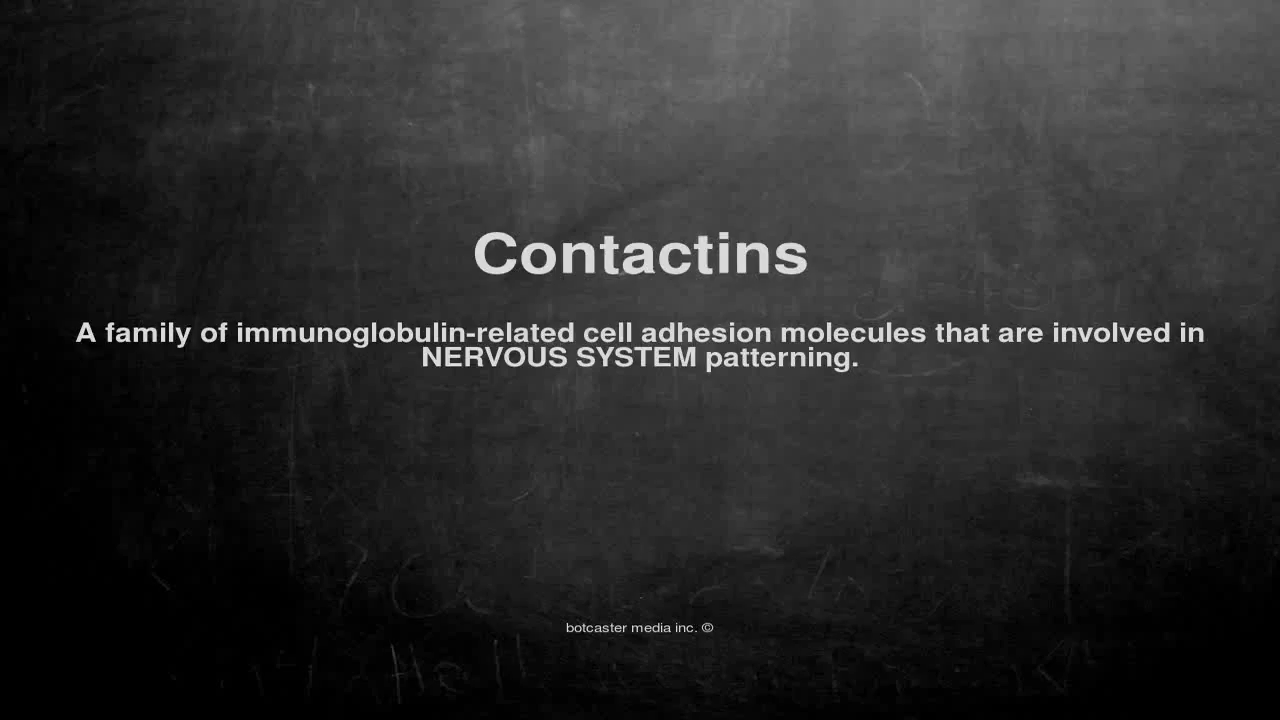 Contactins
A family of immunoglobulin-related cell adhesion molecules that are involved in
NERVOUS SYSTEM patterning.
botcaster media inc. ©